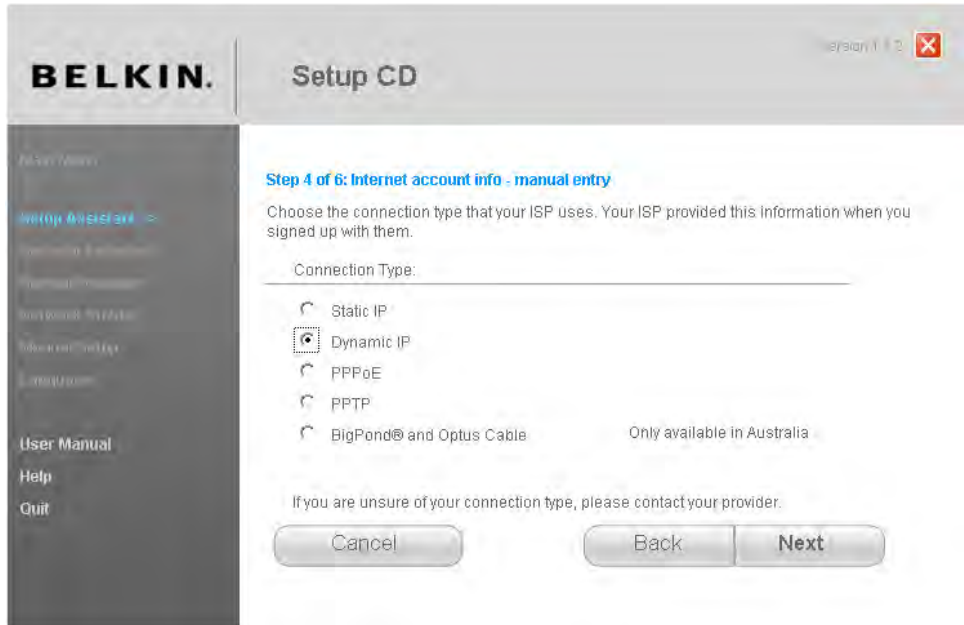 BELKIN.
Setup CD
Step 4 of 6: Internet account info - manual entry
Choose the connection type that your ISP uses. Your ISP provided this information when you
signed up with them.
Connection Type:
Static IP
Dynamic IP
PPPoE
PPTP
BigPond® and Optus Cable
Only available in Australia
If you are unsure of your connection type, please contact your provider.
Cancel
Back
Next
Setup Assistant ->
User Manual
Help
Quit